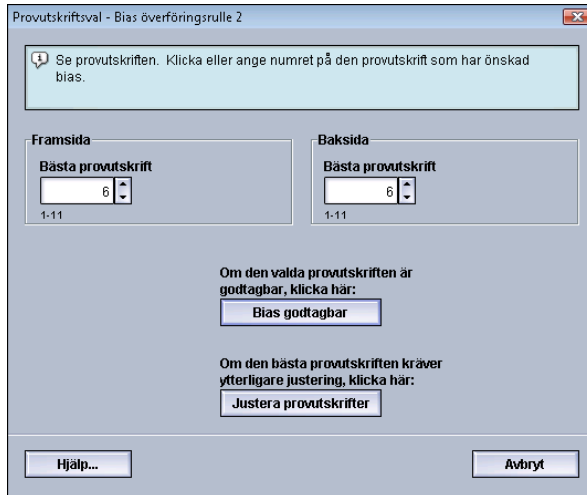 Provutskriftsval - Bias överföringsrulle 2
Se provutskriften. Klicka eller ange numret på den provutskrift som har önskad
bias.
Framsida
Bästa provutskrift
6
1-11
Baksida
Bästa provutskrift
6
1-11
Om den valda provutskriften är
godtagbar, klicka här:
Bias godtagbar
Om den bästa provutskriften kräver
ytterligare justering, klicka här:
Justera provutskrifter
Hjälp...
Avbryt